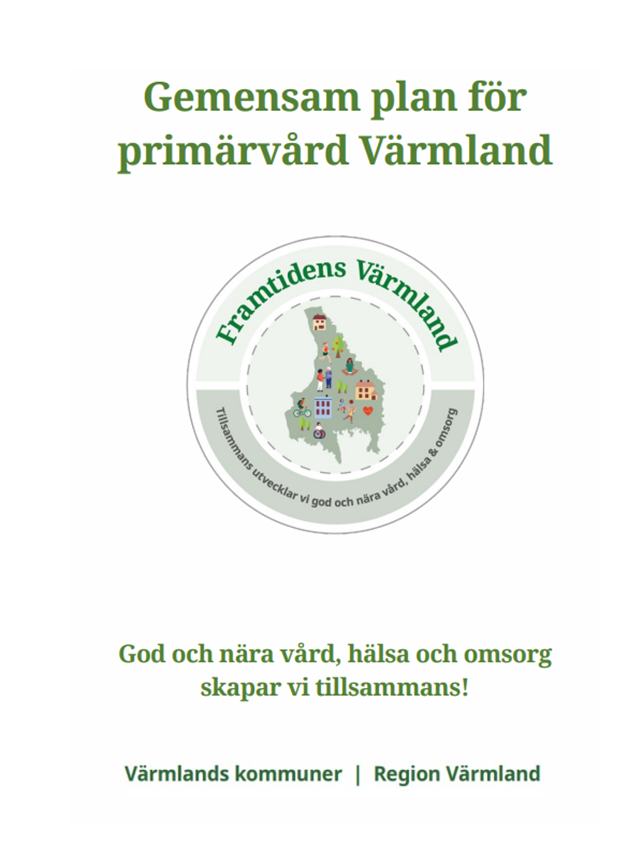 Gemensam plan för
primärvård Värmland
Framtidens Värmland
Tillsammans utvecklar vi god och nära vård, hälsa & omsorg
God och nära vård, hälsa och omsorg
skapar vi tillsammans!
Värmlands kommuner | Region Värmland